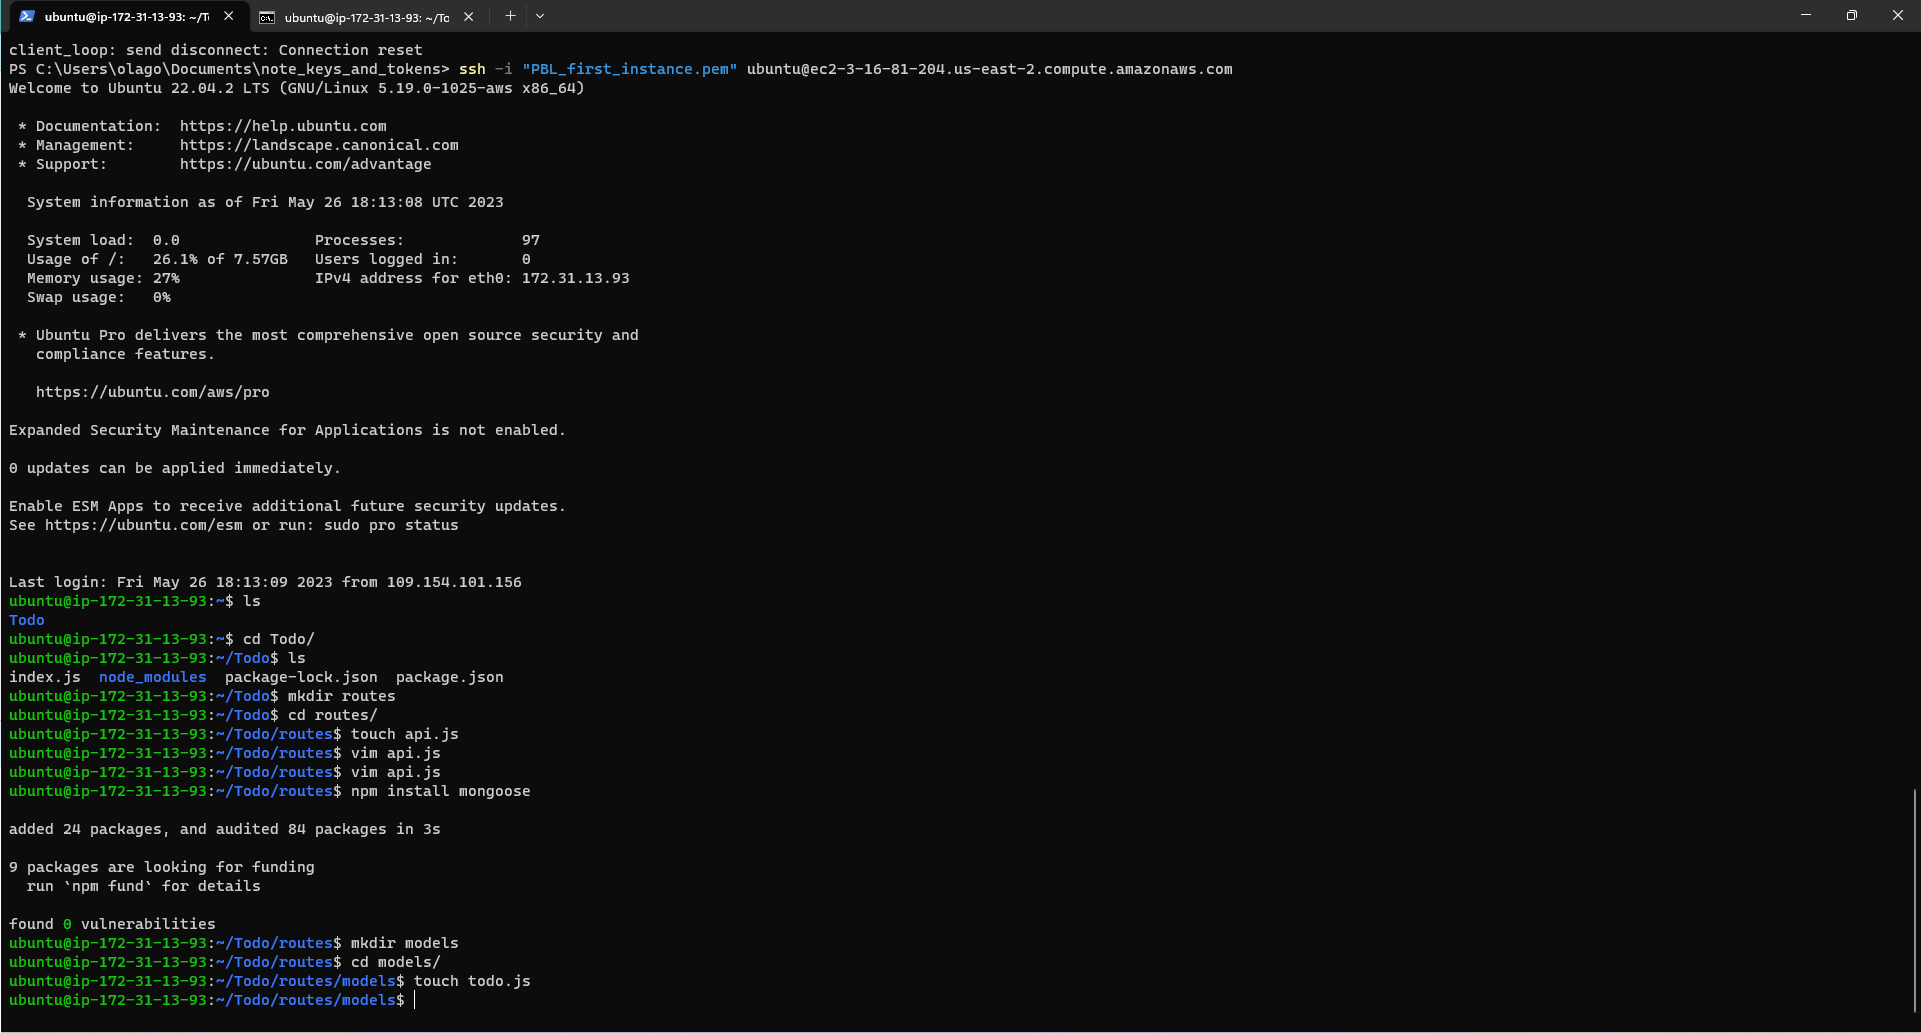 ubuntu@ip-172-31-13-93: ~/T
ubuntu@ip-172-31-13-93: ~/To
client_loop: send disconnect: Connection reset
PS C:\Users\olago\Documents\note_keys_and_tokens> ssh -i "PBL_first_instance.pem" ubuntu@ec2-3-16-81-204.us-east-2.compute.amazonaws.com
Welcome to Ubuntu 22.04.2 LTS (GNU/Linux 5.19.0-1025-aws x86_64)
* Documentation:  https://help.ubuntu.com
* Management:     https://landscape.canonical.com
* Support:        https://ubuntu.com/advantage
System information as of Fri May 26 18:13:08 UTC 2023
System load:  0.0               Processes:             97
Usage of /:   26.1% of 7.57GB   Users logged in:       0
Memory usage: 27%               IPv4 address for eth0: 172.31.13.93
Swap usage:   0%
* Ubuntu Pro delivers the most comprehensive open source security and
compliance features.
https://ubuntu.com/aws/pro
Expanded Security Maintenance for Applications is not enabled.
0 updates can be applied immediately.
Enable ESM Apps to receive additional future security updates.
See https://ubuntu.com/esm or run: sudo pro status
Last login: Fri May 26 18:13:09 2023 from 109.154.101.156
ubuntu@ip-172-31-13-93:~$ ls
Todo
ubuntu@ip-172-31-13-93:~$ cd Todo/
ubuntu@ip-172-31-13-93:~/Todo$ ls
index.js  node_modules  package-lock.json  package.json
ubuntu@ip-172-31-13-93:~/Todo$ mkdir routes
ubuntu@ip-172-31-13-93:~/Todo$ cd routes/
ubuntu@ip-172-31-13-93:~/Todo/routes$ touch api.js
ubuntu@ip-172-31-13-93:~/Todo/routes$ vim api.js
ubuntu@ip-172-31-13-93:~/Todo/routes$ vim api.js
ubuntu@ip-172-31-13-93:~/Todo/routes$ npm install mongoose
added 24 packages, and audited 84 packages in 3s
9 packages are looking for funding
run `npm fund` for details
found 0 vulnerabilities
ubuntu@ip-172-31-13-93:~/Todo/routes$ mkdir models
ubuntu@ip-172-31-13-93:~/Todo/routes$ cd models/
ubuntu@ip-172-31-13-93:~/Todo/routes/models$ touch todo.js
ubuntu@ip-172-31-13-93:~/Todo/routes/models$